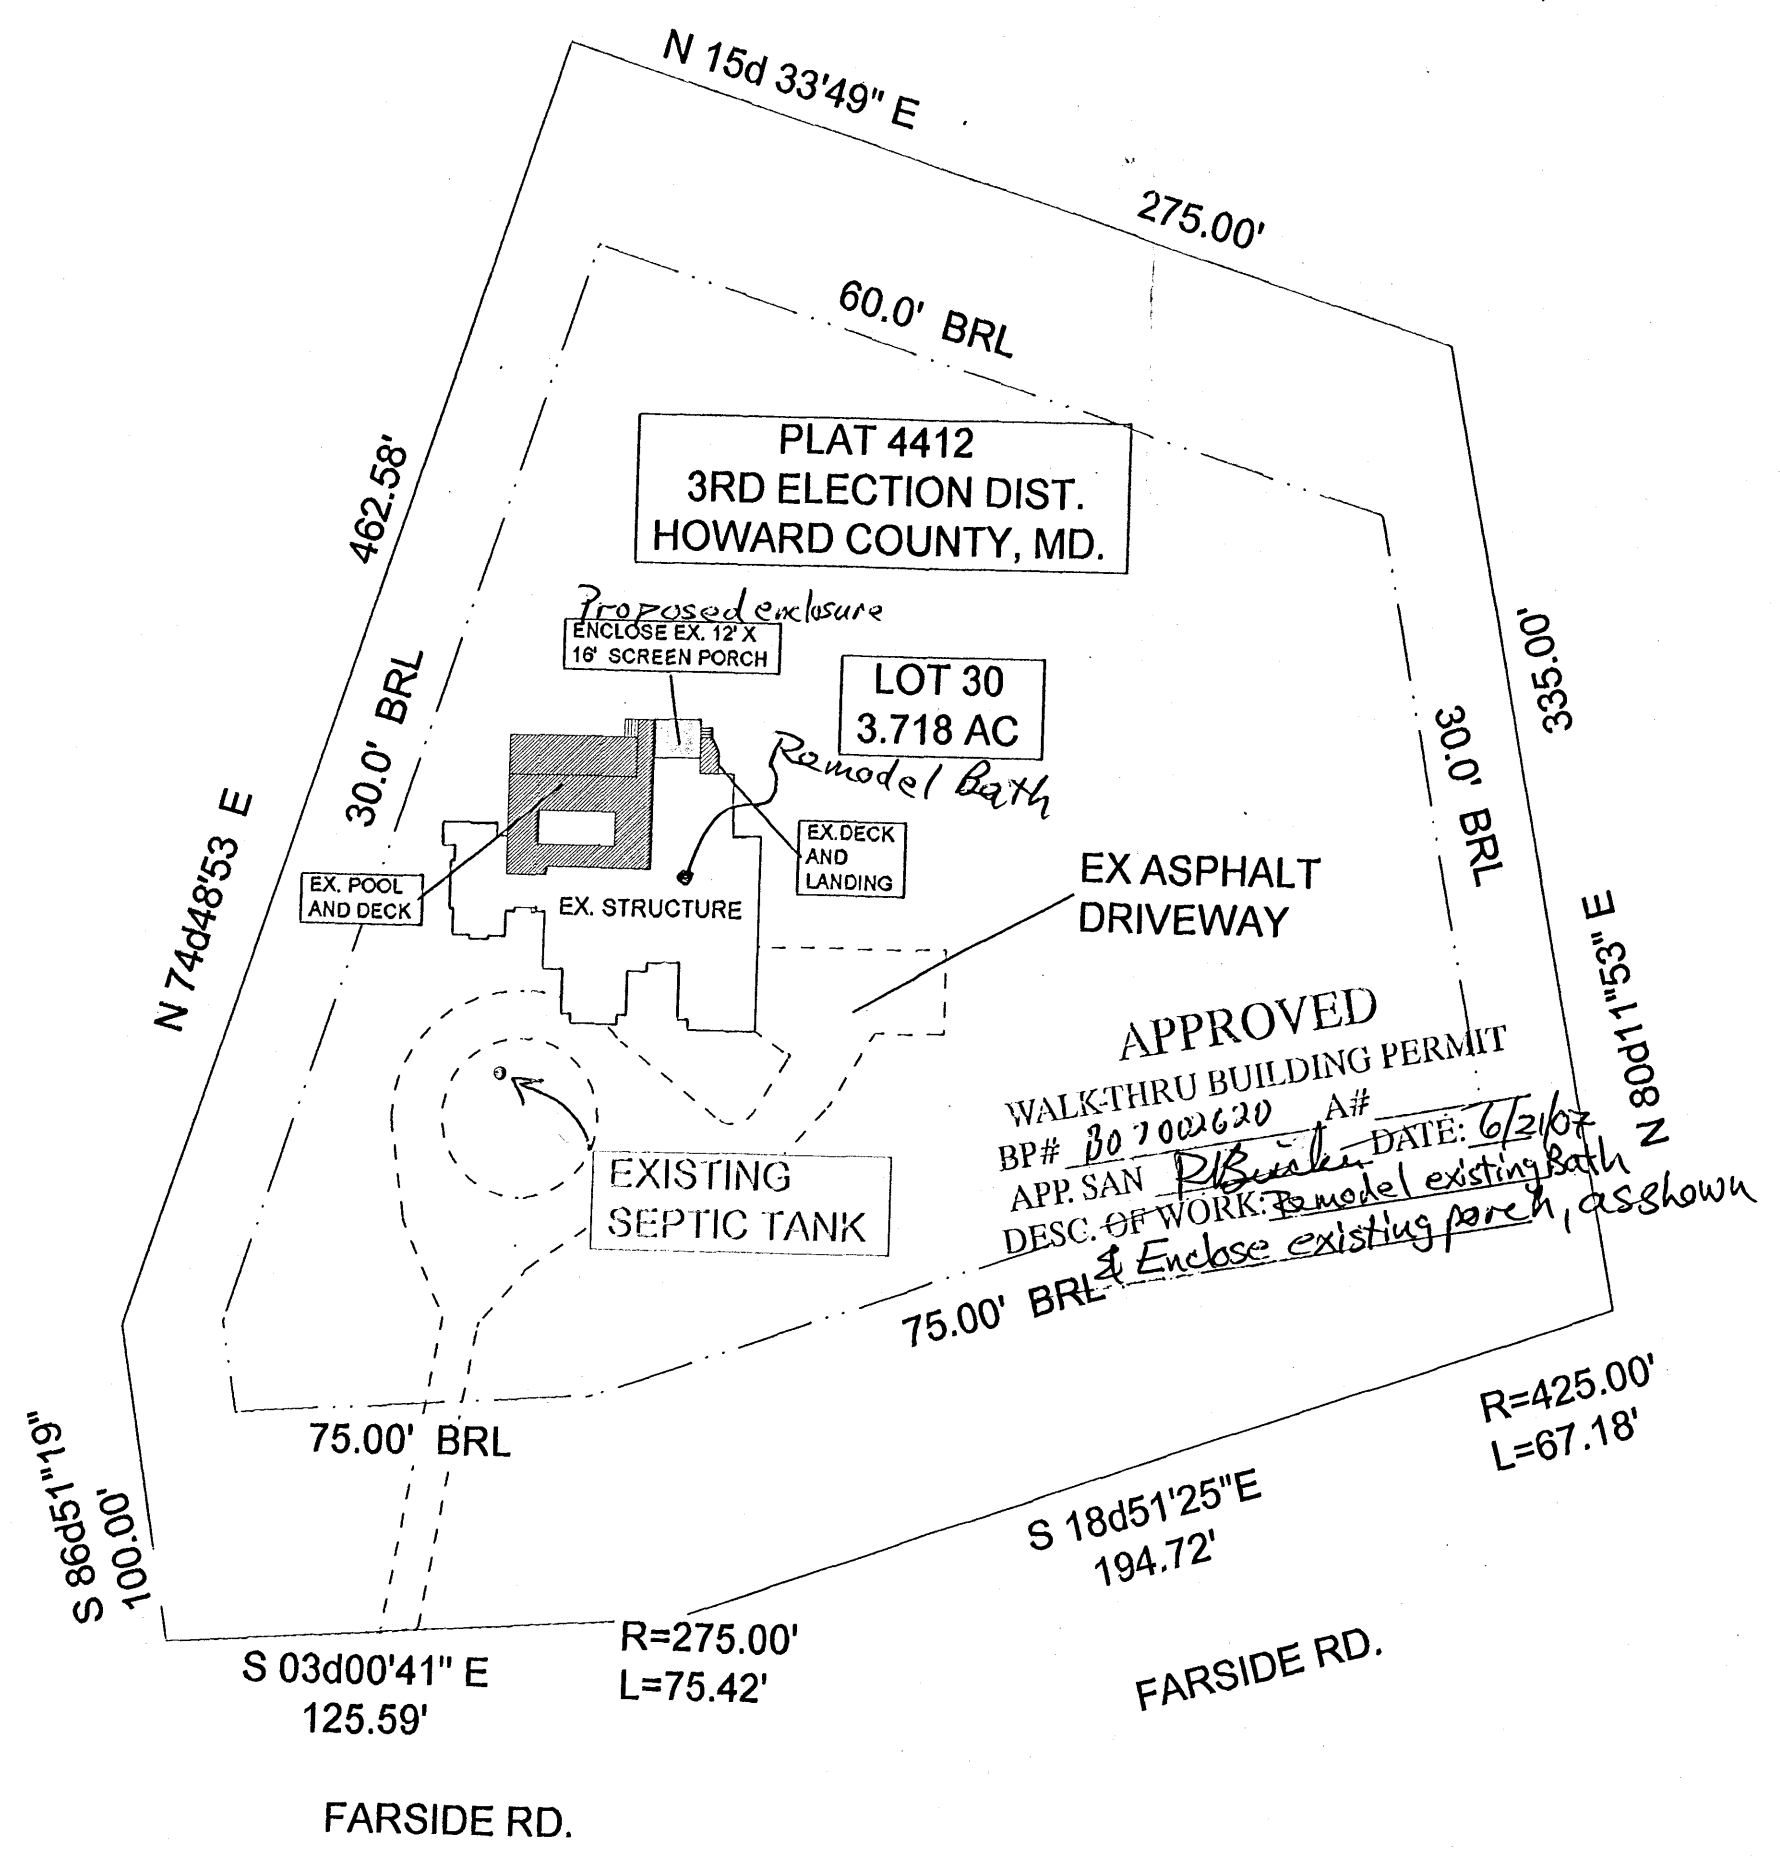 N 15d 33'49" E
275.00'
60.0' BRL
PLAT 4412
3RD ELECTION DIST.
HOWARD COUNTY, MD.
462.58'
N 74d48'53 E
30.0' BRL
Proposed enclosure
ENCLOSE EX. 12' X
16' SCREEN PORCH
LOT 30
3.718 AC
Remodel Bath
335.00'
N 80d11"53" E
30.0' BRL
EX. POOL
AND DECK
EX. STRUCTURE
EX.DECK
AND
LANDING
EX ASPHALT
DRIVEWAY
EXISTING
SEPTIC TANK
APPROVED
WALK-THRU BUILDING PERMIT
BP# B07002620 A#
APP. SAN DATE: 6/21/07
DESC. OF WORK: Remodel existing Bath
& Enclose existing porch, as shown
75.00' BRL
75.00' BRL
S 86d51"19"
100.00'
R=425.00'
L=67.18'
S 18d51'25"E
194.72'
R=275.00'
L=75.42'
S 03d00'41" E
125.59'
FARSIDE RD.
FARSIDE RD.